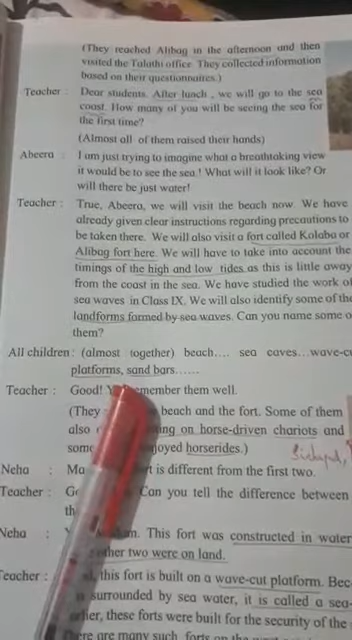 (They reached Alibag in the afternoon and then
visited the Talathi office. They collected information
based on their questionnaires.)
Teacher : Dear students. After lunch, we will go to the sea
coast. How many of you will be seeing the sea for
the first time?
(Almost all of them raised their hands)
Abeera : I am just trying to imagine what a breathtaking view
it would be to see the sea! What will it look like? Or
will there be just water!
Teacher : True, Abeera, we will visit the beach now. We have
already given clear instructions regarding precautions to
be taken there. We will also visit a fort called Kolaba or
Alibag fort here. We will have to take into account the
timings of the high and low tides as this is little away
from the coast in the sea. We have studied the work of
sea waves in Class IX. We will also identify some of the
landforms formed by sea waves. Can you name some o
them?
All children: (almost together) beach.... sea caves...wave-cu
platforms, sand bars......
Teacher : Good! emember them well.
(They beach and the fort. Some of them
also ng on horse-driven chariots and
some joyed horserides.)
Neha : Ma rt is different from the first two.
Teacher : Can you tell the difference between
th
Neha : This fort was constructed in water
other two were on land.
Teacher : this fort is built on a wave-cut platform. Bec
surrounded by sea water, it is called a sea-
these forts were built for the security of the
are many such forts on the